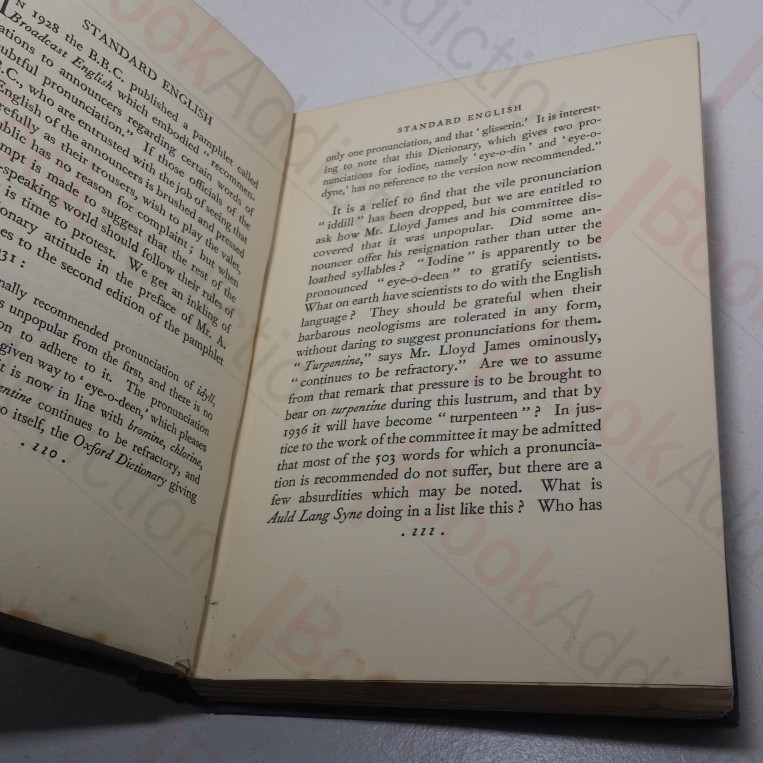 STANDARD ENGLISH
N 1928 the B.B.C. published a pamphlet called
Broadcast English which embodied " recommen-
ations to announcers regarding certain words of
oubtful pronunciation." If those officials of the
B.C., who are entrusted with the job of seeing that
English of the announcers is brushed and pressed
refully as their trousers, wish to play the valet,
ublic has no reason for complaint ; but when
mpt is made to suggest that the rest of the
-speaking world should follow their rules of
is time to protest. We get an inkling of
ionary attitude in the preface of Mr. A.
es to the second edition of the pamphlet
31 :
nally recommended pronunciation of idyll,
s unpopular from the first, and there is no
on to adhere to it. The pronunciation
given way to ' eye-o-deen,' which pleases
it is now in line with bromine, chlorine,
entine continues to be refractory, and
o itself, the Oxford Dictionary giving
. 110 .
STANDARD ENGLISH
only one pronunciation, and that ' glisserin.' It is interest-
ing to note that this Dictionary, which gives two pro-
nunciations for iodine, namely ' eye-o-din ' and ' eye-o-
dyne,' has no reference to the version now recommended."
It is a relief to find that the vile pronunciation
" iddill " has been dropped, but we are entitled to
ask how Mr. Lloyd James and his committee dis-
covered that it was unpopular. Did some an-
nouncer offer his resignation rather than utter the
loathed syllables ? " Iodine " is apparently to be
pronounced " eye-o-deen " to gratify scientists.
What on earth have scientists to do with the English
language ? They should be grateful when their
barbarous neologisms are tolerated in any form,
without daring to suggest pronunciations for them.
" Turpentine," says Mr. Lloyd James ominously,
" continues to be refractory." Are we to assume
from that remark that pressure is to be brought to
bear on turpentine during this lustrum, and that by
1936 it will have become " turpenteen " ? In jus-
tice to the work of the committee it may be admitted
that most of the 503 words for which a pronuncia-
tion is recommended do not suffer, but there are a
few absurdities which may be noted. What is
Auld Lang Syne doing in a list like this ? Who has
. 111 .
BookAddiction